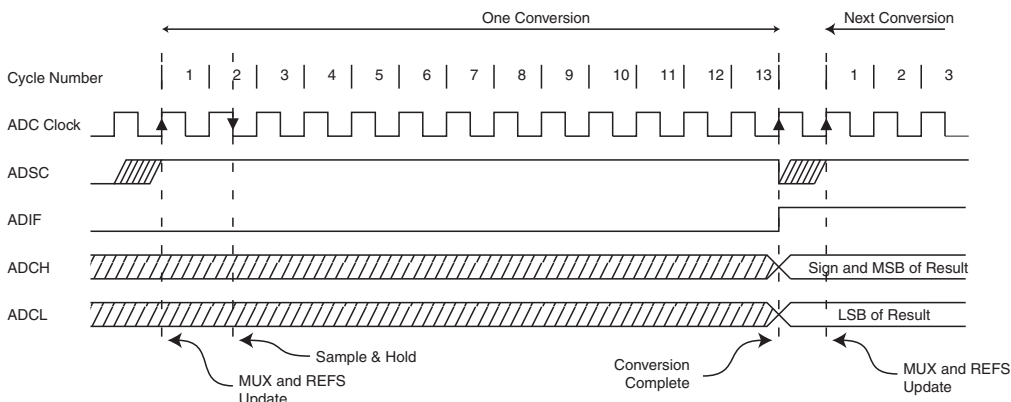 One Conversion
Next Conversion
Cycle Number 1 2 3 4 5 6 7 8 9 10 11 12 13 1 2 3
ADC Clock
ADSC
ADIF
ADCH
Sign and MSB of Result
ADCL
LSB of Result
MUX and REFS
Update
Sample & Hold
Conversion
Complete
MUX and REFS
Update